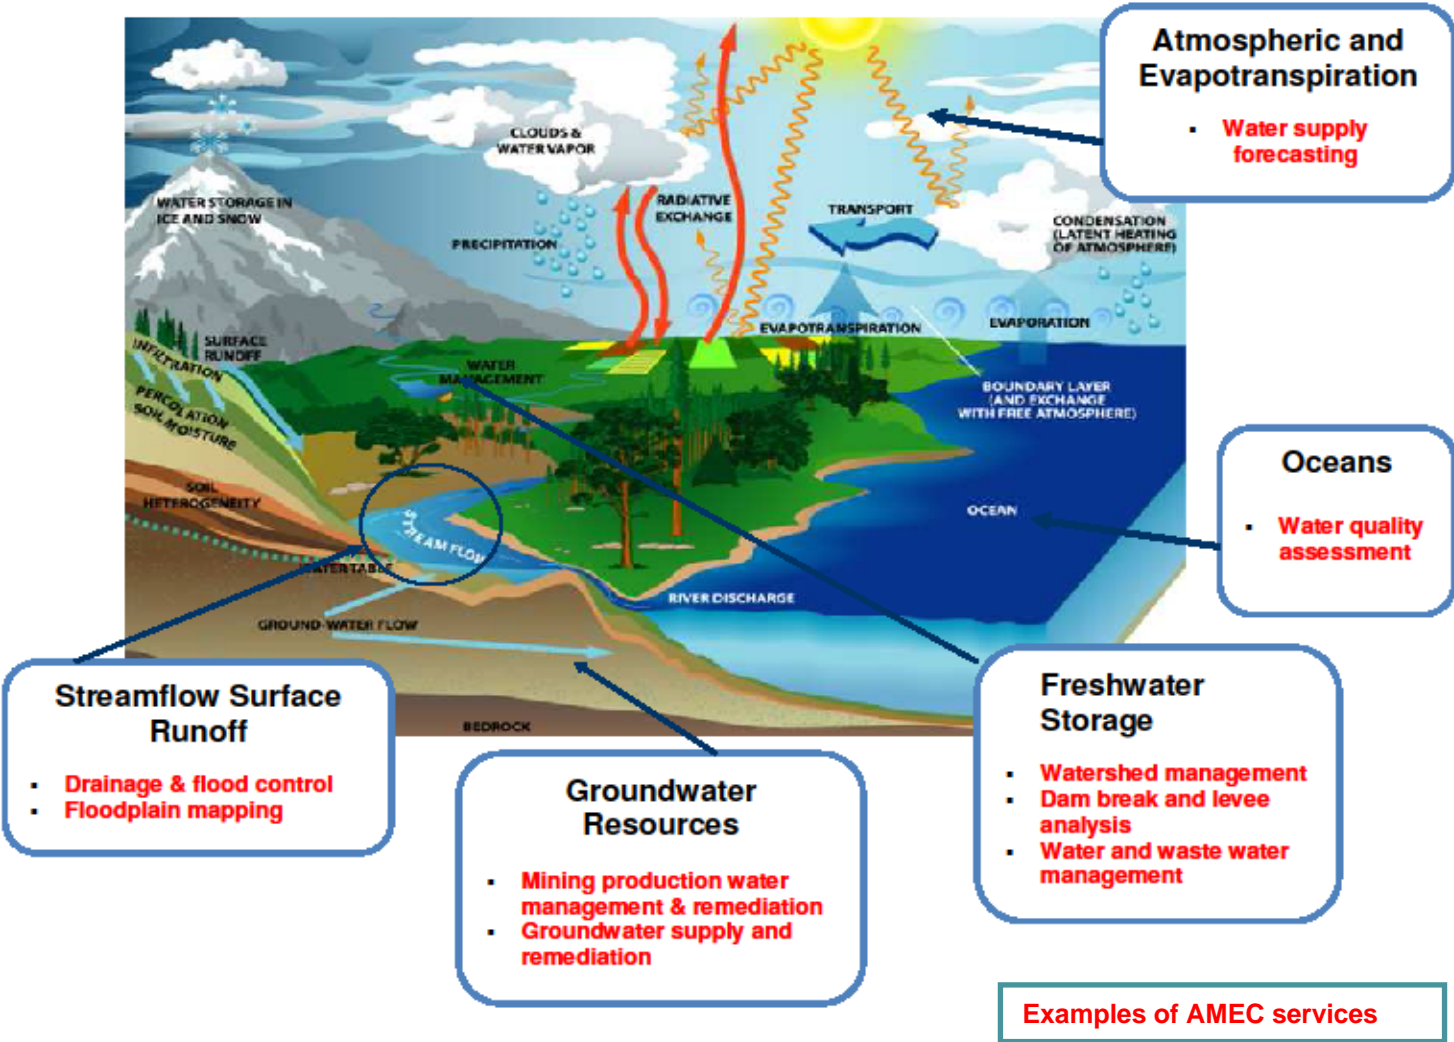 Atmospheric and
Evapotranspiration
▪ Water supply
forecasting
CLOUDS &
WATER VAPOR
WATER STORAGE IN
ICE AND SNOW
RADIATIVE
EXCHANGE
TRANSPORT
CONDENSATION
(LATENT HEATING
OF ATMOSPHERE)
PRECIPITATION
EVAPOTRANSPIRATION
EVAPORATION
SURFACE
RUNOFF
INFILTRATION
WATER
MANAGEMENT
PERCOLATION
SOIL MOISTURE
BOUNDARY LAYER
(AND EXCHANGE
WITH FREE ATMOSPHERE)
SOIL
HETEROGENEITY
OCEAN
Oceans
▪ Water quality
assessment
STREAM FLOW
WATER TABLE
RIVER DISCHARGE
GROUND-WATER FLOW
BEDROCK
Streamflow Surface
Runoff
▪ Drainage & flood control
▪ Floodplain mapping
Groundwater
Resources
▪ Mining production water
management & remediation
▪ Groundwater supply and
remediation
Freshwater
Storage
▪ Watershed management
▪ Dam break and levee
analysis
▪ Water and waste water
management
Examples of AMEC services